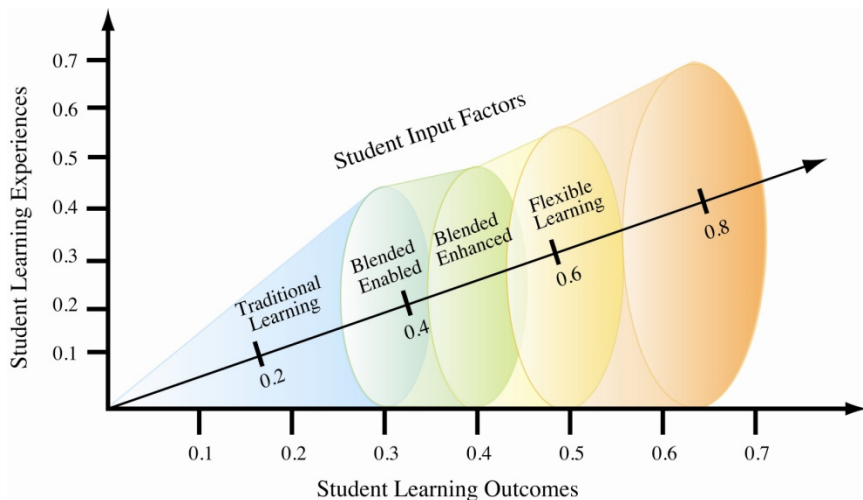 Student Learning Experiences
0.7
0.6
0.5
0.4
0.3
0.2
0.1
Student Input Factors
Traditional
Learning
Blended
Enabled
Blended
Enhanced
Flexible
Learning
0.2
0.4
0.6
0.8
0.1
0.2
0.3
0.4
0.5
0.6
0.7
Student Learning Outcomes